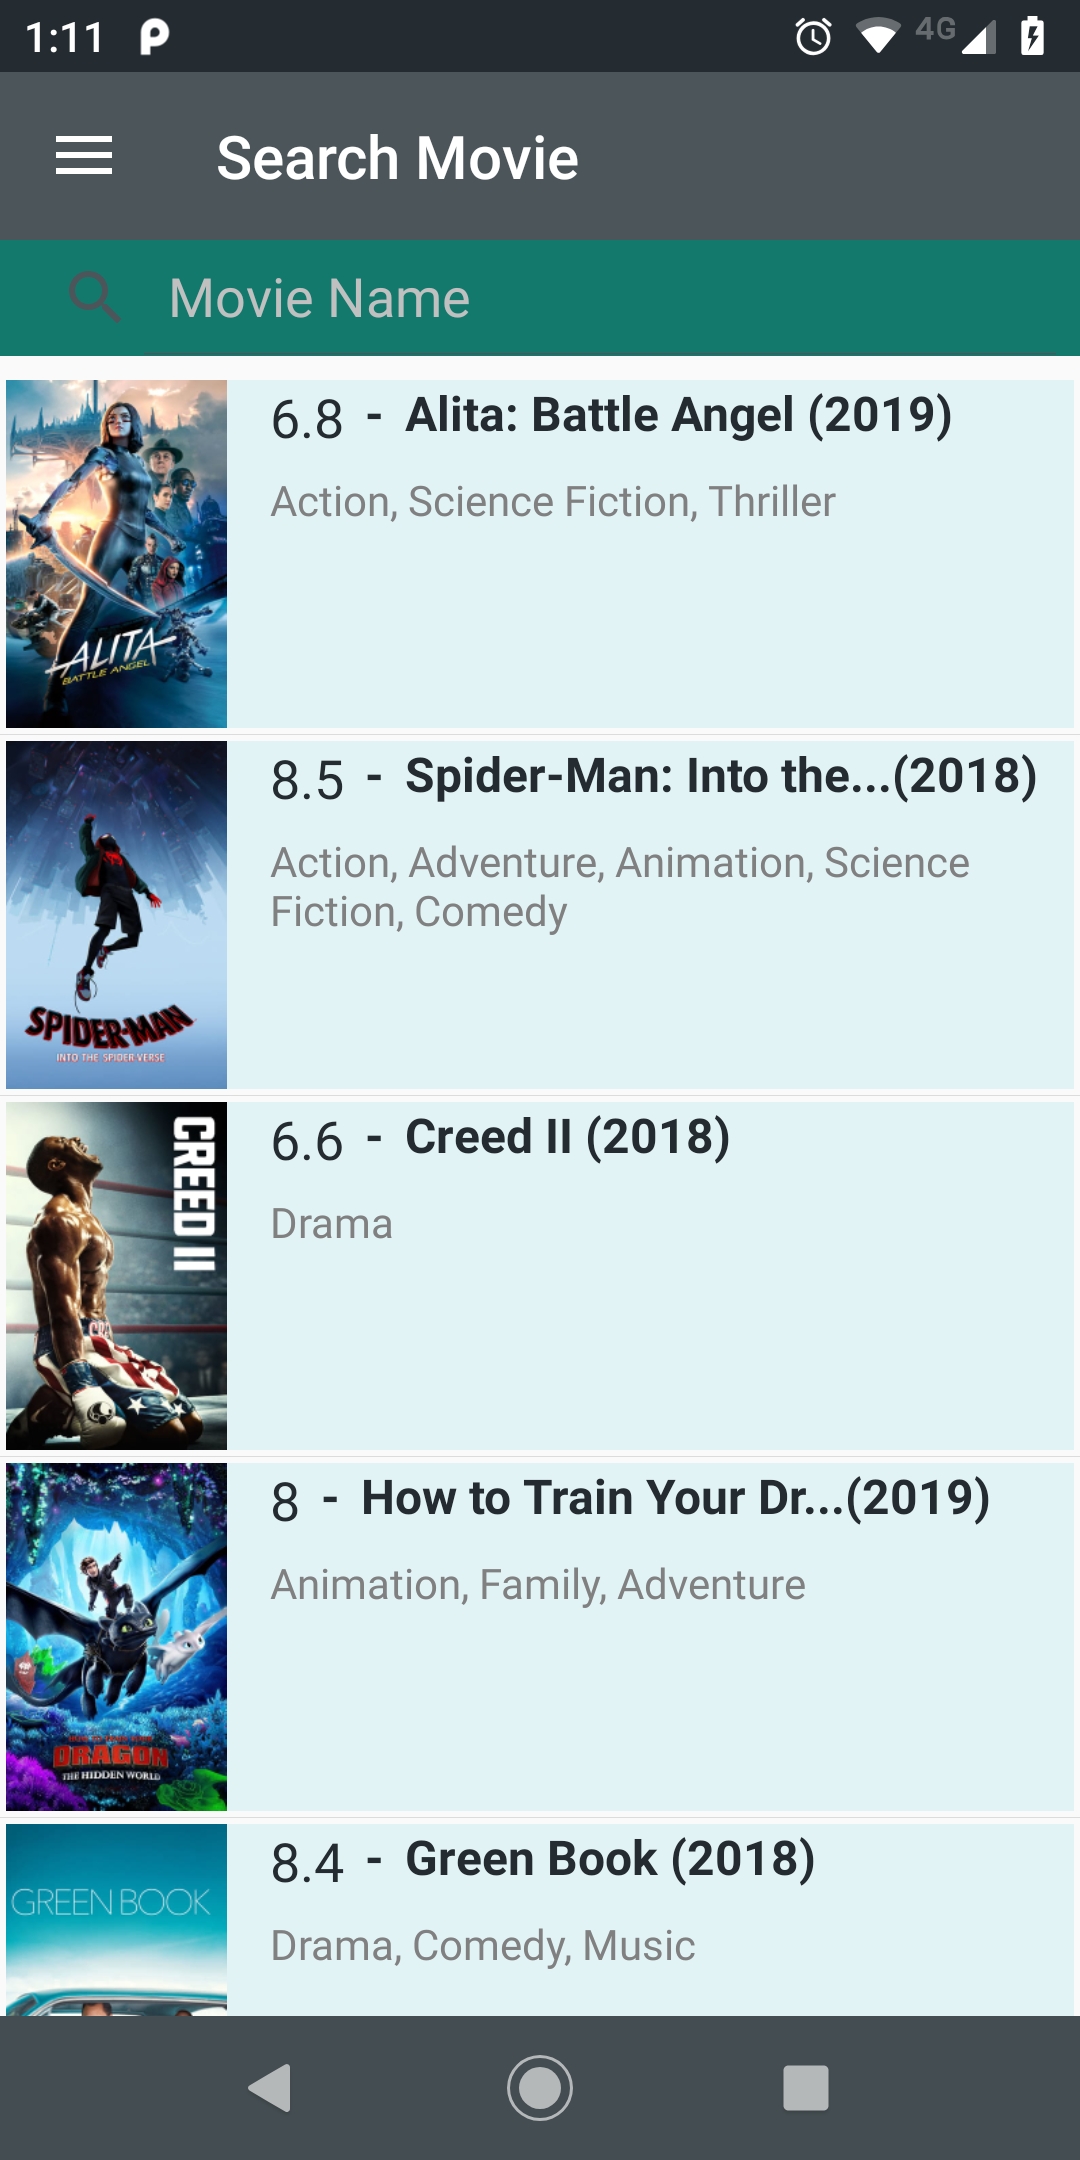 1:11
4G
Search Movie
Movie Name
6.8 - Alita: Battle Angel (2019)
Action, Science Fiction, Thriller
ALITA
BATTLE ANGEL
8.5 - Spider-Man: Into the...(2018)
Action, Adventure, Animation, Science
Fiction, Comedy
SPIDER-MAN
INTO THE SPIDER-VERSE
6.6 - Creed II (2018)
CREED II
Drama
8 - How to Train Your Dr...(2019)
Animation, Family, Adventure
DRAGON
THE HIDDEN WORLD
8.4 - Green Book (2018)
GREEN BOOK
Drama, Comedy, Music